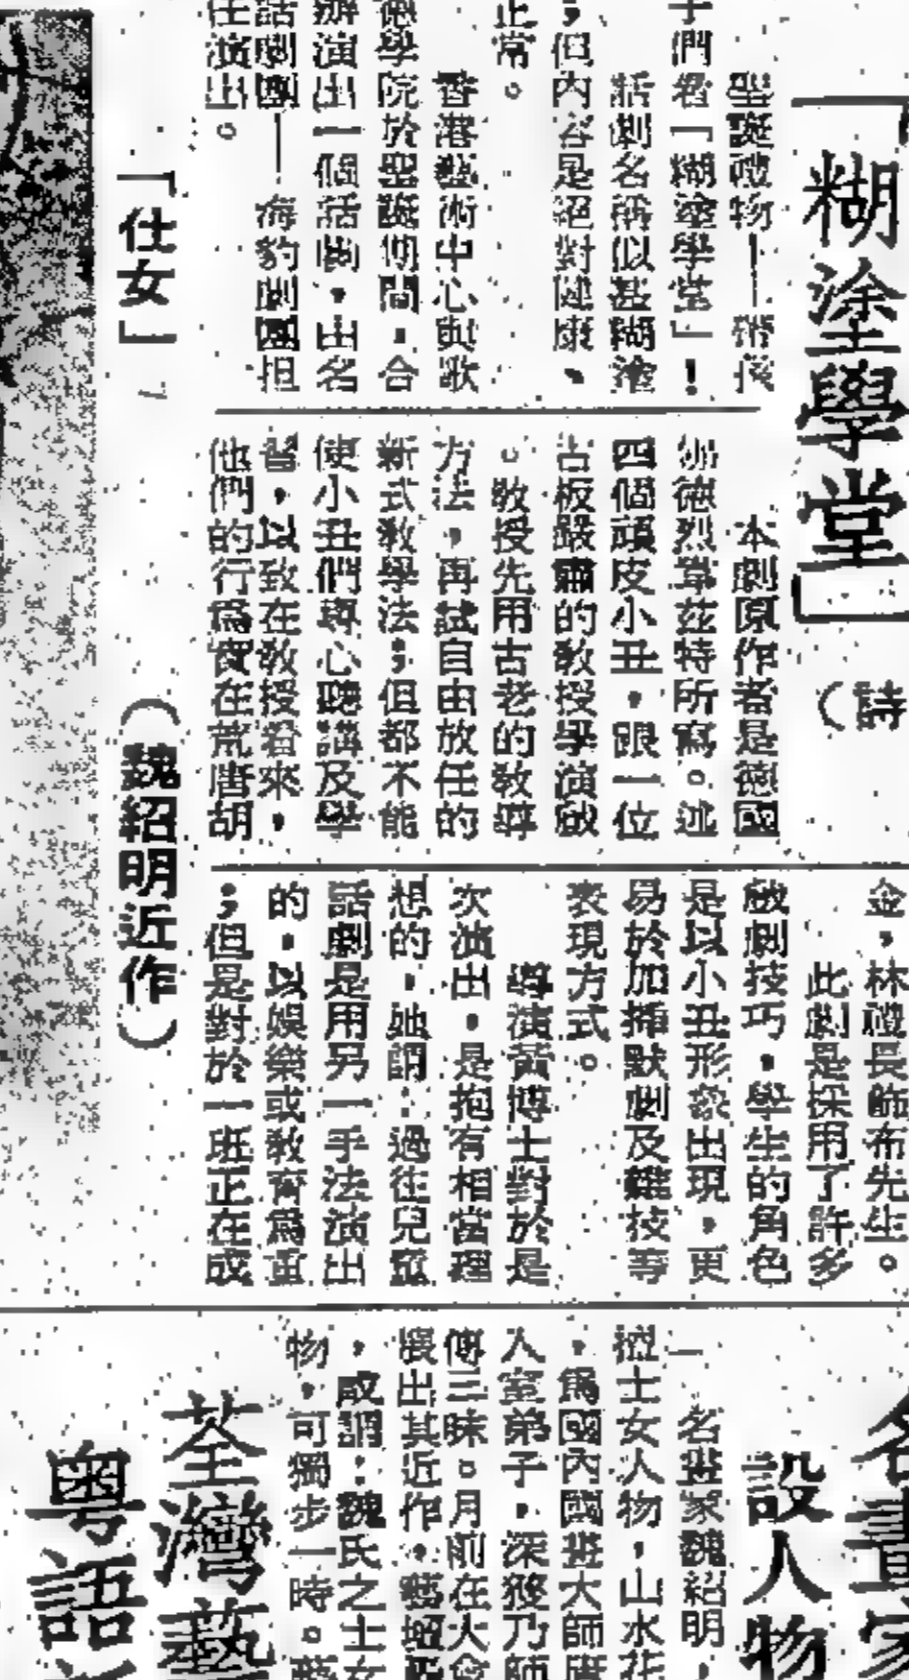 「糊塗學堂」
（詩
聖誕禮物——帶孩
子們看「糊塗學堂」！
話劇名稱似甚糊塗
；但內容是絕對健康、
正常。
香港藝術中心與歌
德學院於聖誕期間，合
辦演出一個話劇，由名
話劇團——海豹劇團担
任演出。
本劇原作者是德國
四個頑皮小丑，跟一位
古板嚴肅的教授學演戲
。教授先用古老的教導
方法，再試自由放任的
新式教學法；但都不能
使小丑們專心聽講及學
習，以致在教授看來，
他們的行爲實在荒唐胡
金，林禮長師布先生。
此劇是採用了許多
戲劇技巧，學生的角色
是以小丑形象出現，更
易於加插默劇及雜技等
表現方式。
導演黃博士對於是
次演出，是抱有相當理
想的，她謂：過往兒童
話劇是用另一手法演出
的，以娛樂或教育爲重
；但是對於一班正在成
「仕女」
（魏紹明近作）
名畫家
設人物
名畫家魏紹明，
擅士女人物，山水花
，爲國內國畫大師
入室弟子，深獲乃師
傅三昧。月前在大會
展出其近作，藝壇
，咸謂：魏氏之士女
物，可獨步一時。
荃灣藝
粵語